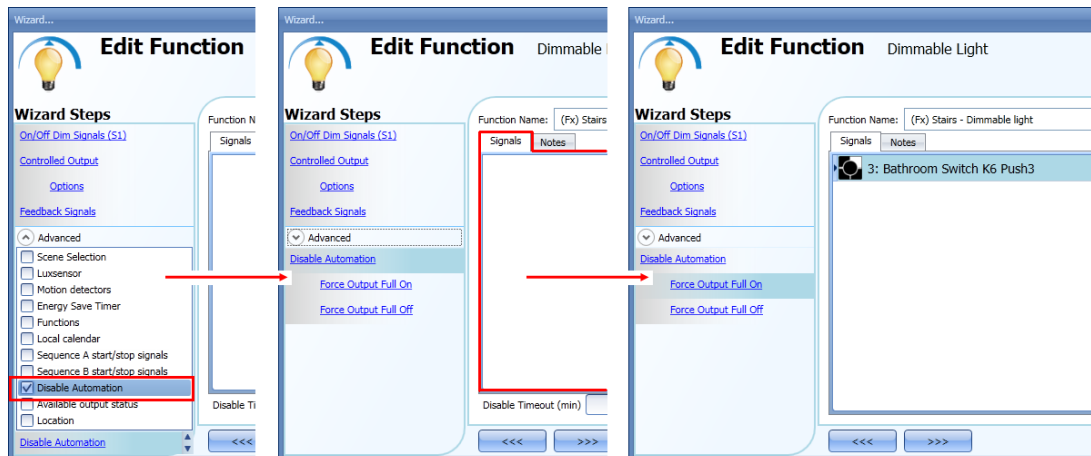 Wizard...
Edit Function
Wizard Steps
On/Off Dim Signals (S1)
Controlled Output
Options
Feedback Signals
Advanced
Scene Selection
Luxsensor
Motion detectors
Energy Save Timer
Functions
Local calendar
Sequence A start/stop signals
Sequence B start/stop signals
Disable Automation
Available output status
Location
Disable Automation
Function N
Signals
Disable Ti
<<<
Wizard...
Edit Function Dimmable
Wizard Steps
On/Off Dim Signals (S1)
Controlled Output
Options
Feedback Signals
Advanced
Disable Automation
Force Output Full On
Force Output Full Off
Function Name: (Fx) Stairs
Signals Notes
Disable Timeout (min)
<<< >>>
Wizard...
Edit Function Dimmable Light
Wizard Steps
On/Off Dim Signals (S1)
Controlled Output
Options
Feedback Signals
Advanced
Disable Automation
Force Output Full On
Force Output Full Off
Function Name: (Fx) Stairs - Dimmable light
Signals Notes
3: Bathroom Switch K6 Push3
<<< >>>